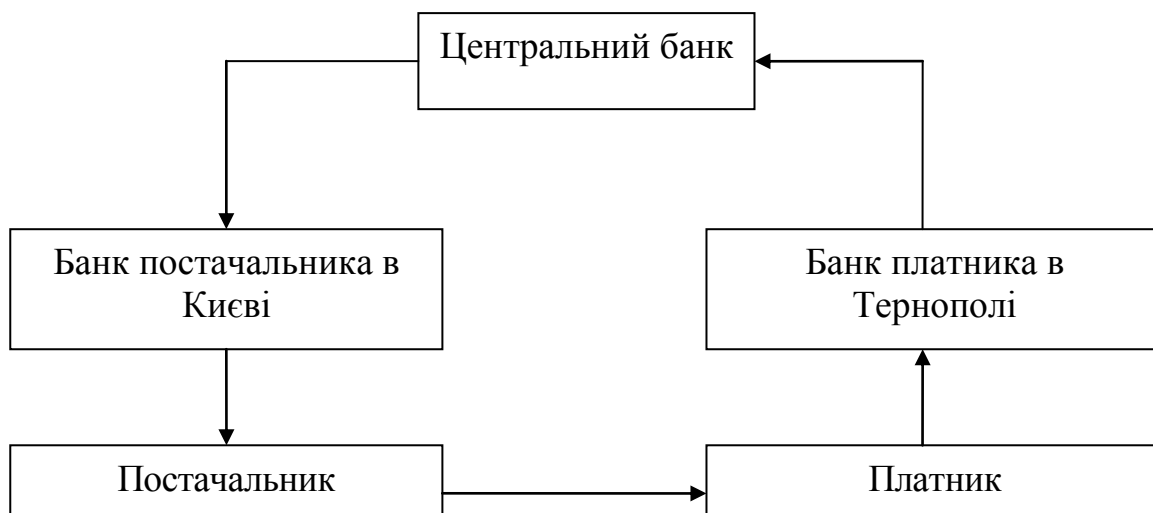 Центральний банк
Банк постачальника в
Києві
Банк платника в
Тернополі
Постачальник
Платник